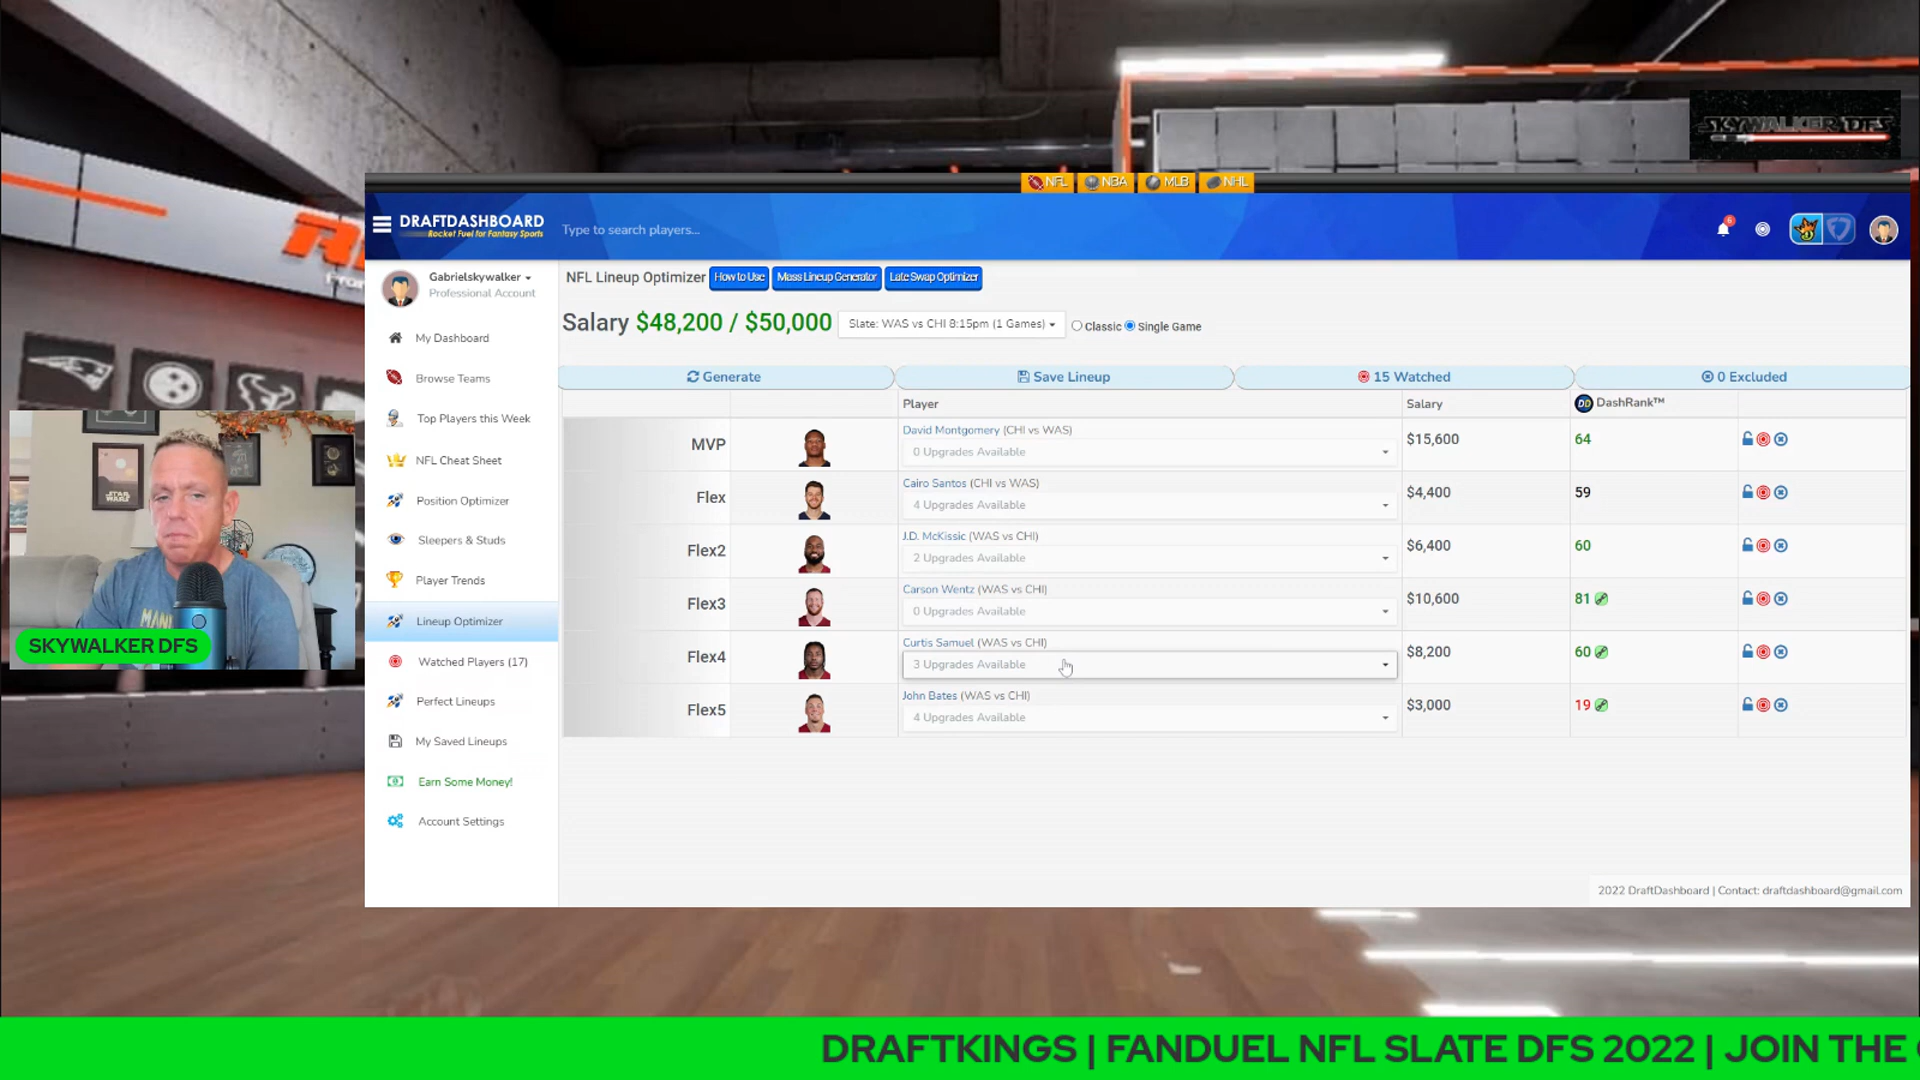 SKYWALKER DFS
NFL NBA MLB NHL
DRAFTDASHBOARD
Rocket Fuel for Fantasy Sports
Type to search players...
6
Gabrielskywalker
Professional Account
My Dashboard
Browse Teams
Top Players this Week
NFL Cheat Sheet
Position Optimizer
Sleepers & Studs
Player Trends
Lineup Optimizer
Watched Players (17)
Perfect Lineups
My Saved Lineups
Earn Some Money!
Account Settings
NFL Lineup Optimizer How to Use Mass Lineup Generator Late Swap Optimizer
Salary $48,200 / $50,000 Slate: WAS vs CHI 8:15pm (1 Games) Classic Single Game
Generate Save Lineup 15 Watched 0 Excluded
Player Salary DD DashRank™
MVP David Montgomery (CHI vs WAS) $15,600 64
0 Upgrades Available
Flex Cairo Santos (CHI vs WAS) $4,400 59
4 Upgrades Available
Flex2 J.D. McKissic (WAS vs CHI) $6,400 60
2 Upgrades Available
Flex3 Carson Wentz (WAS vs CHI) $10,600 81
0 Upgrades Available
Flex4 Curtis Samuel (WAS vs CHI) $8,200 60
3 Upgrades Available
Flex5 John Bates (WAS vs CHI) $3,000 19
4 Upgrades Available
2022 DraftDashboard | Contact: draftdashboard@gmail.com
STAR WARS
SKYWALKER DFS
DRAFTKINGS | FANDUEL NFL SLATE DFS 2022 | JOIN THE